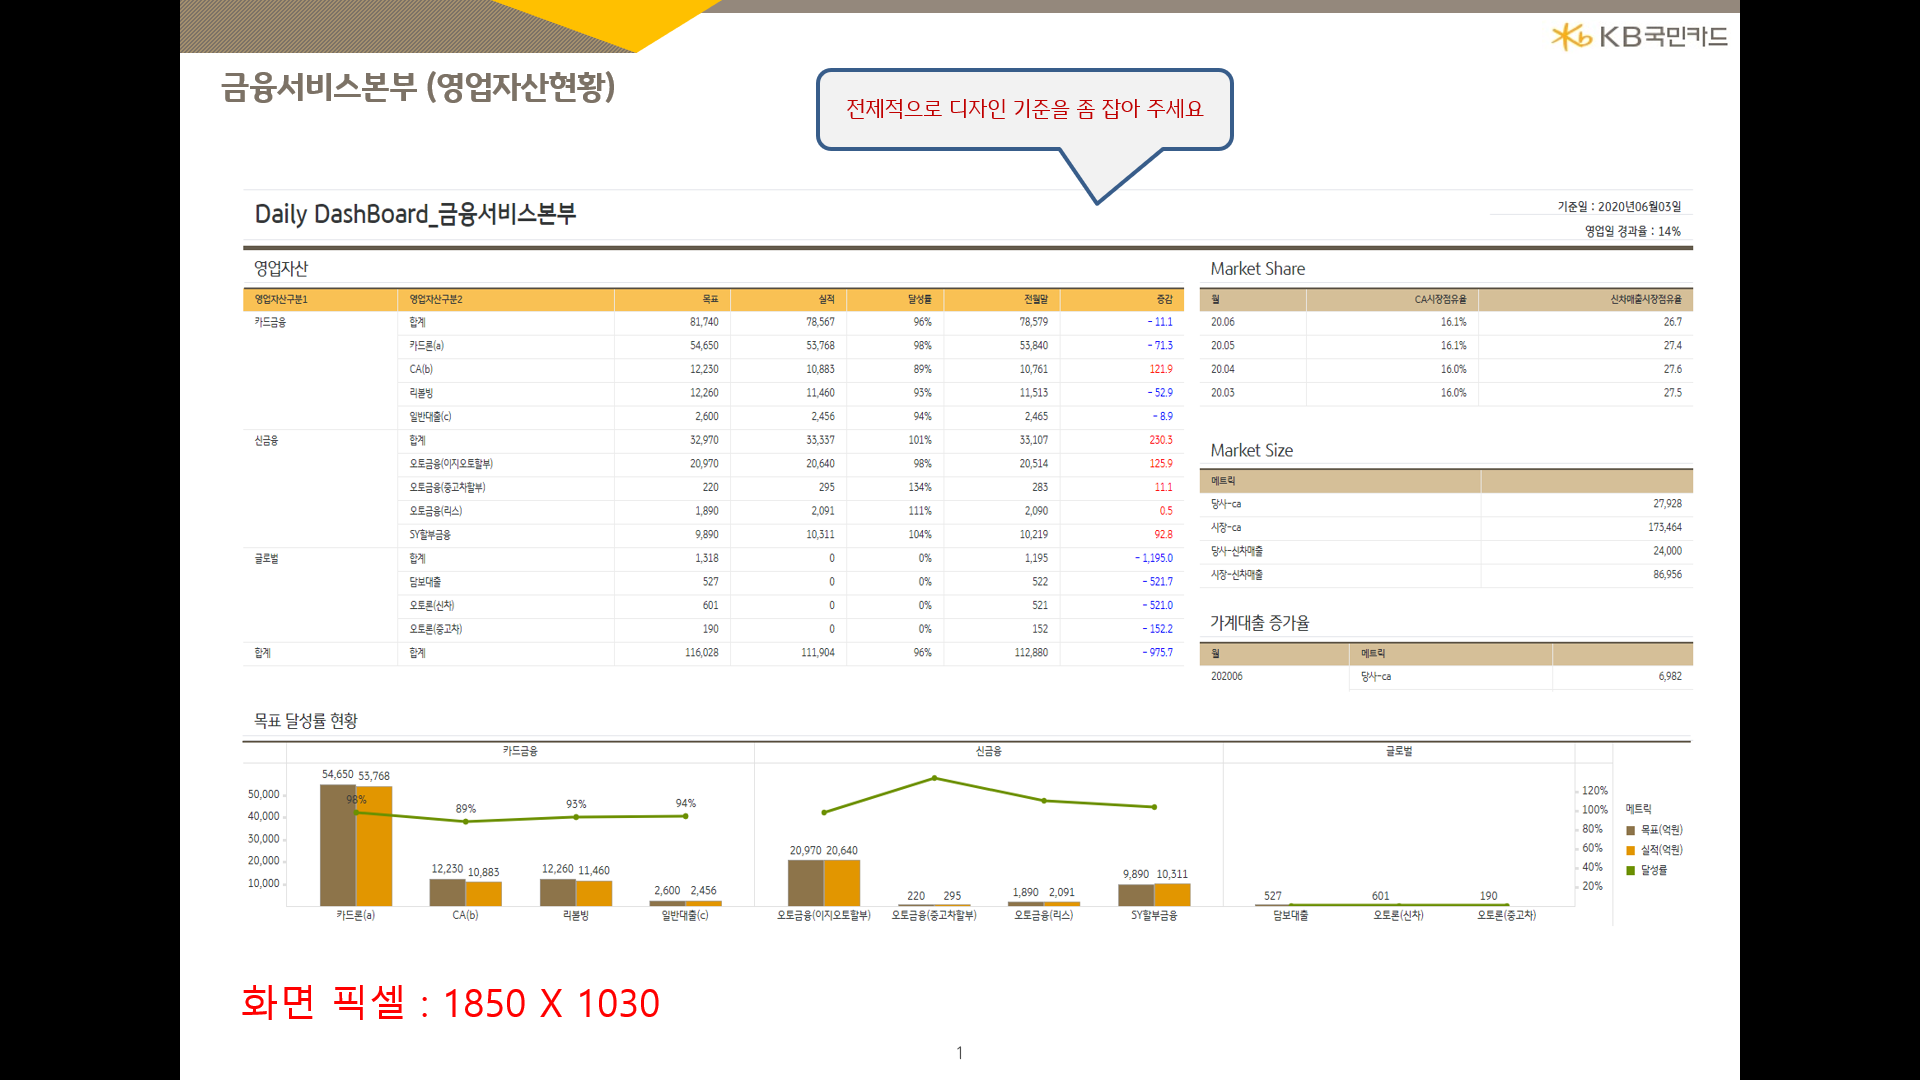 KB국민카드
금융서비스본부 (영업자산현황)
전제적으로 디자인 기준을 좀 잡아 주세요
Daily DashBoard_금융서비스본부
기준일 : 2020년06월03일
영업일 경과율 : 14%
영업자산
영업자산구분1 영업자산구분2 목표 실적 달성률 전월말 증감
카드금융 합계 81,740 78,567 96% 78,579 - 11.1
카드론(a) 54,650 53,768 98% 53,840 - 71.3
CA(b) 12,230 10,883 89% 10,761 121.9
리볼빙 12,260 11,460 93% 11,513 - 52.9
일반대출(c) 2,600 2,456 94% 2,465 - 8.9
신금융 합계 32,970 33,337 101% 33,107 230.3
오토금융(이지오토할부) 20,970 20,640 98% 20,514 125.9
오토금융(중고차할부) 220 295 134% 283 11.1
오토금융(리스) 1,890 2,091 111% 2,090 0.5
SY할부금융 9,890 10,311 104% 10,219 92.8
글로벌 합계 1,318 0 0% 1,195 - 1,195.0
담보대출 527 0 0% 522 - 521.7
오토론(신차) 601 0 0% 521 - 521.0
오토론(중고차) 190 0 0% 152 - 152.2
합계 합계 116,028 111,904 96% 112,880 - 975.7
Market Share
월 CA시장점유율 신차매출시장점유율
20.06 16.1% 26.7
20.05 16.1% 27.4
20.04 16.0% 27.6
20.03 16.0% 27.5
Market Size
메트릭
당사-ca 27,928
시장-ca 173,464
당사-신차매출 24,000
시장-신차매출 86,956
가계대출 증가율
월 메트릭
202006 당사-ca 6,982
목표 달성률 현황
카드금융 신금융 글로벌
54,650 53,768
98% 89% 93% 94%
12,230 10,883 12,260 11,460 2,600 2,456
20,970 20,640 220 295 1,890 2,091 9,890 10,311
527 601 190
50,000
40,000
30,000
20,000
10,000
120%
100%
80%
60%
40%
20%
카드론(a) CA(b) 리볼빙 일반대출(c) 오토금융(이지오토할부) 오토금융(중고차할부) 오토금융(리스) SY할부금융 담보대출 오토론(신차) 오토론(중고차)
메트릭
목표(억원)
실적(억원)
달성률
화면 픽셀 : 1850 X 1030
1